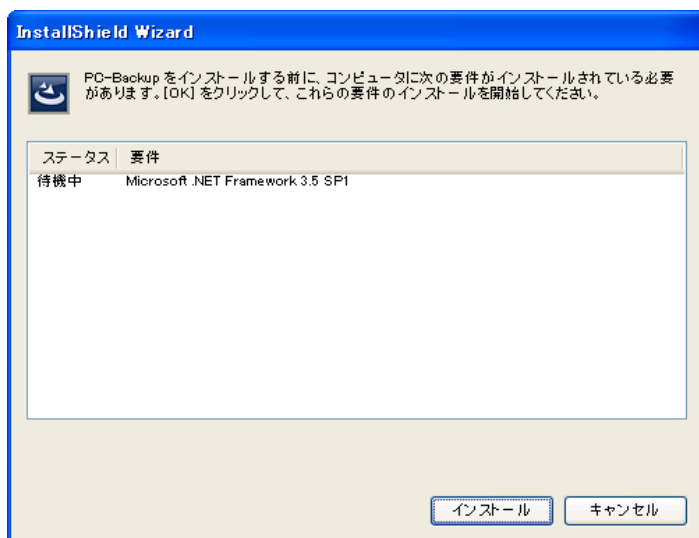 InstallShield Wizard
PC-Backup をインストールする前に、コンピュータに次の要件がインストールされている必要
があります。[OK] をクリックして、これらの要件のインストールを開始してください。
ステータス 要件
待機中 Microsoft .NET Framework 3.5 SP1
インストール キャンセル